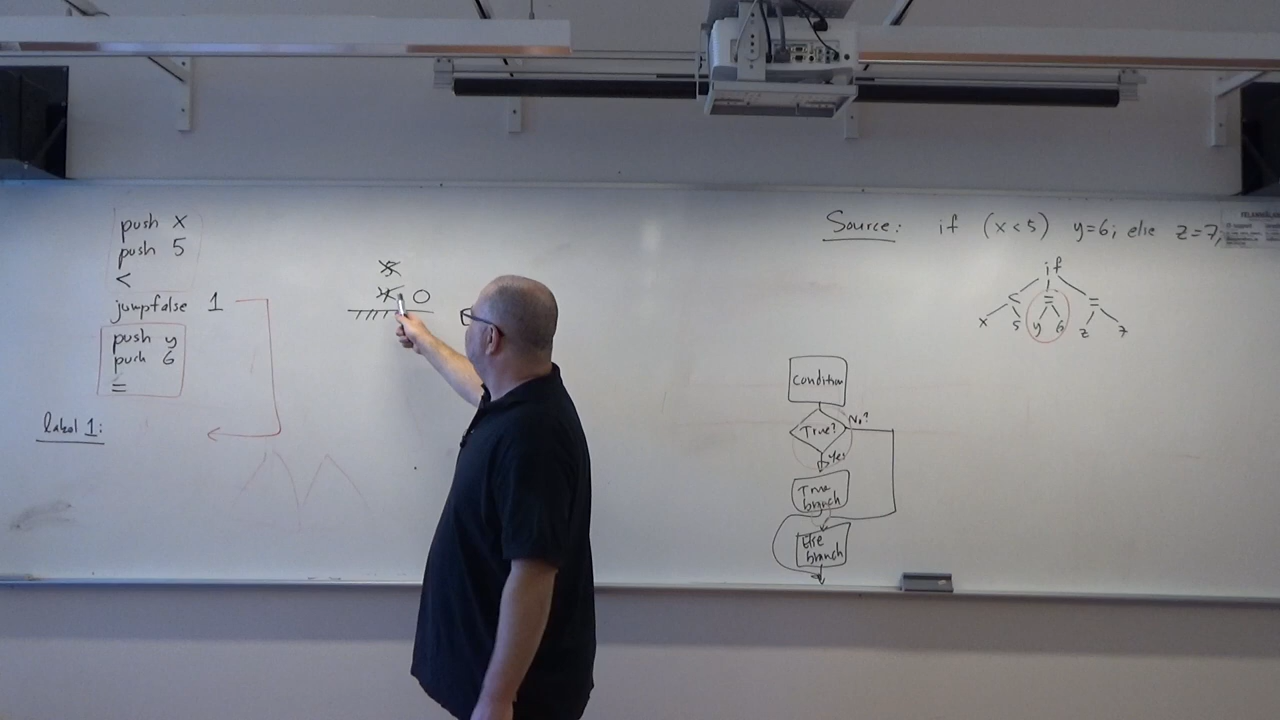 push x
push 5
<
jumpfalse 1
push y
push 6
=
label 1:
x 0
Source: if (x<5) y=6; else z=7;
if
< = =
x 5 y 6 z 7
Condition
True? No?
Yes
True
branch
Else
branch